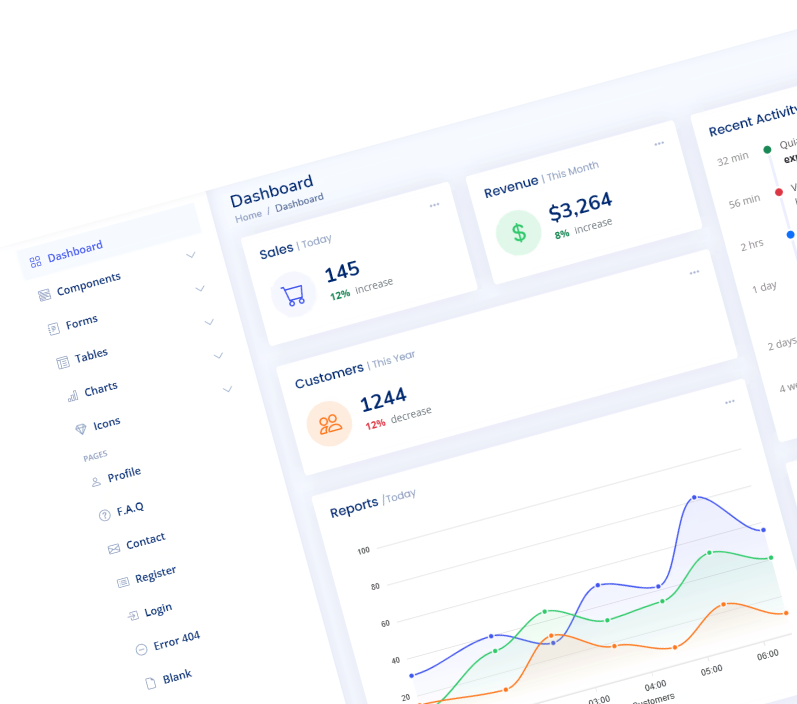 Dashboard
Home / Dashboard
Dashboard
Components
Forms
Tables
Charts
Icons
PAGES
Profile
F.A.Q
Contact
Register
Login
Error 404
Blank
Sales | Today
145
12% increase
Revenue | This Month
$3,264
8% increase
Customers | This Year
1244
12% decrease
Reports /Today
100
80
60
40
20
03:00
04:00
05:00
06:00
Recent Activity
32 min
56 min
2 hrs
1 day
2 days